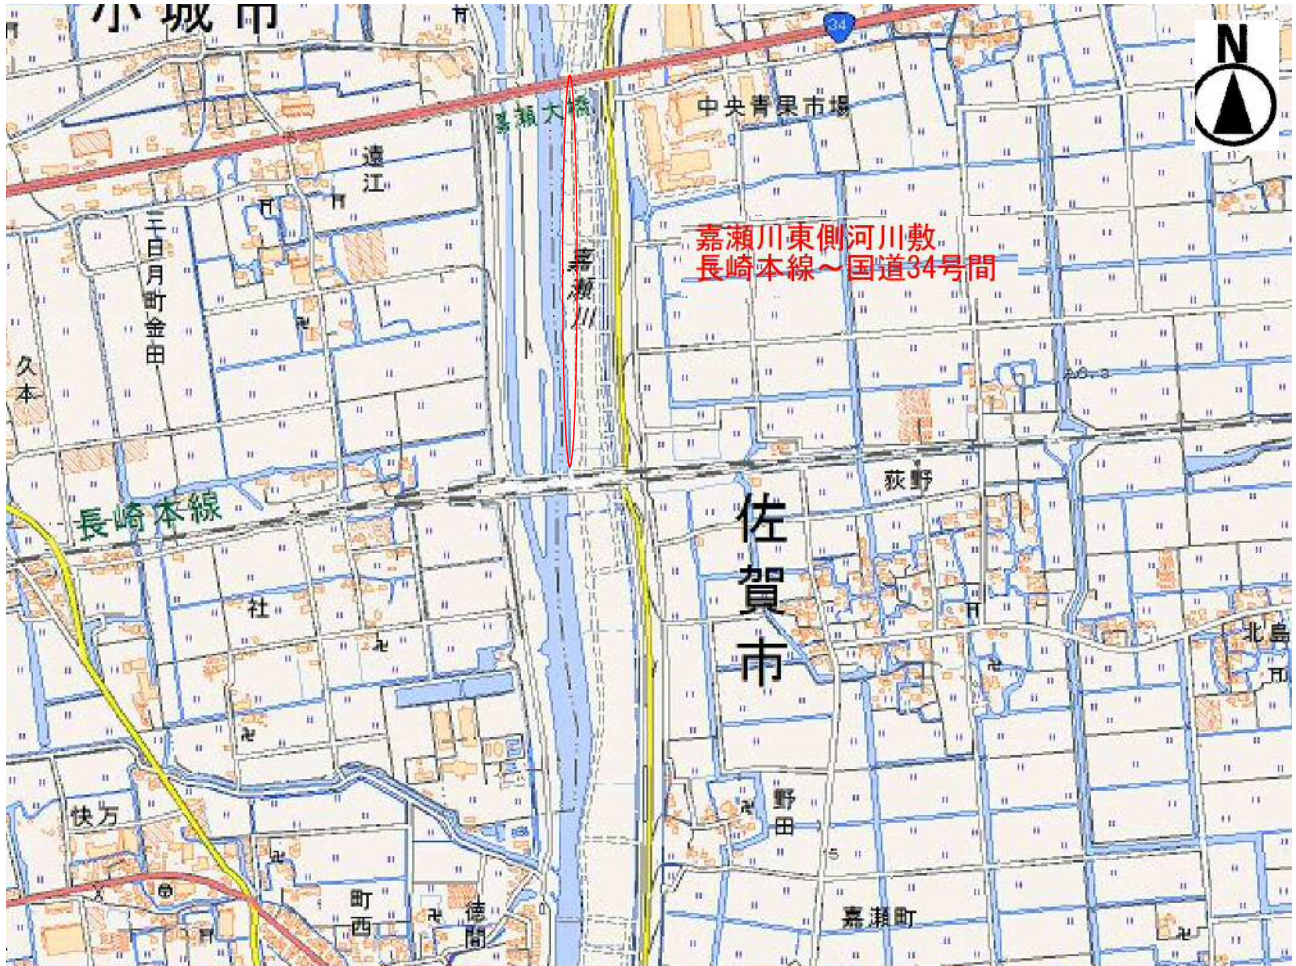 小城市
34
N
嘉瀬大橋
中央青果市場
遠江
三日月町金田
嘉瀬川東側河川敷
長崎本線～国道34号間
嘉瀬川
久本
荻野
長崎本線
佐賀市
社
北島
快万
野田
5
町西
徳間
嘉瀬町